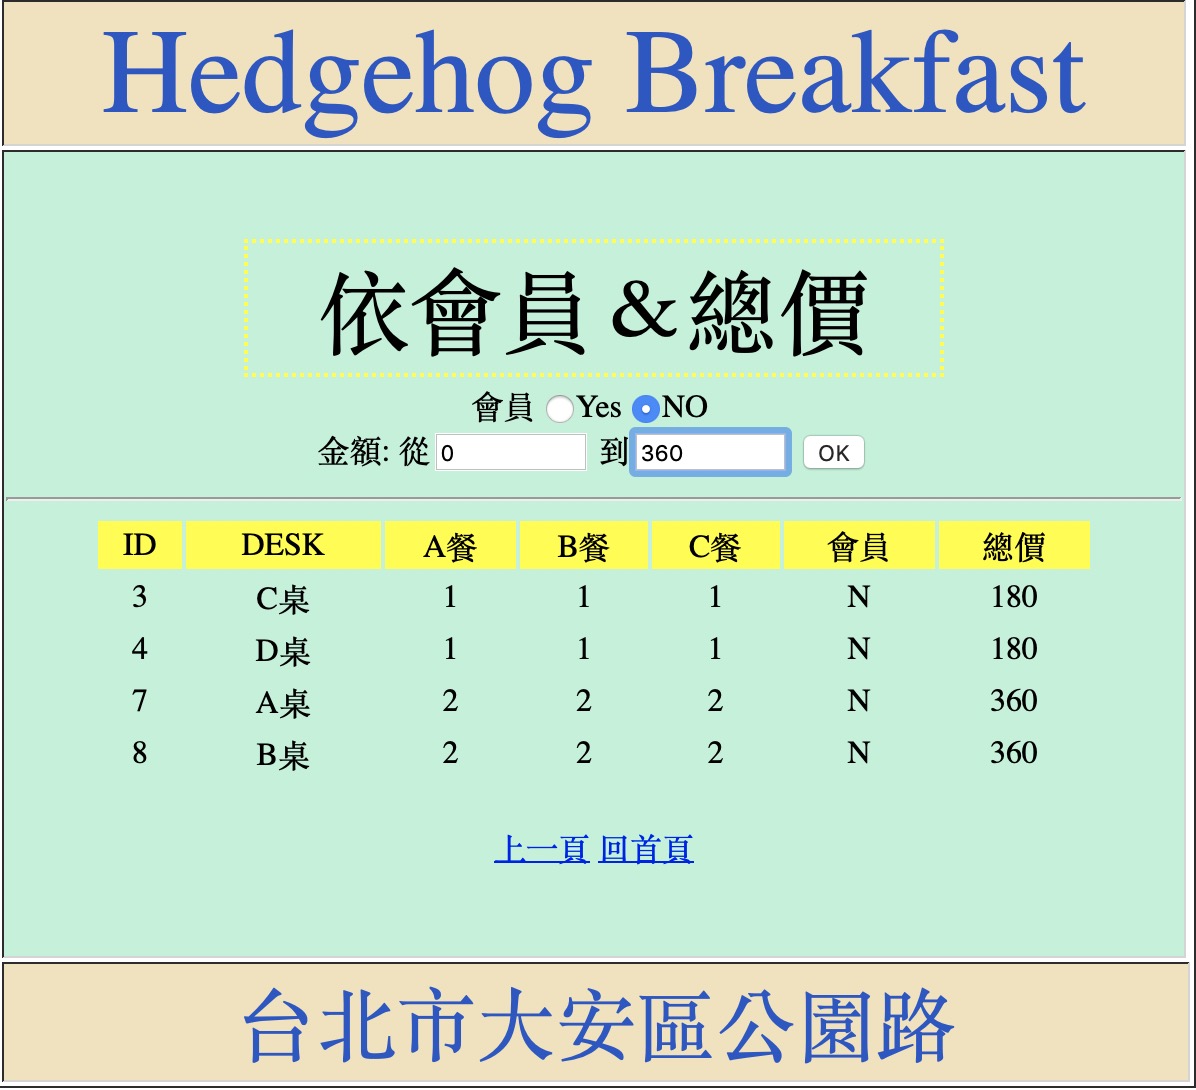 Hedgehog Breakfast
依會員＆總價
會員 Yes NO
金額: 從 0 到 360 OK
ID DESK A餐 B餐 C餐 會員 總價
3 C桌 1 1 1 N 180
4 D桌 1 1 1 N 180
7 A桌 2 2 2 N 360
8 B桌 2 2 2 N 360
上一頁 回首頁
台北市大安區公園路